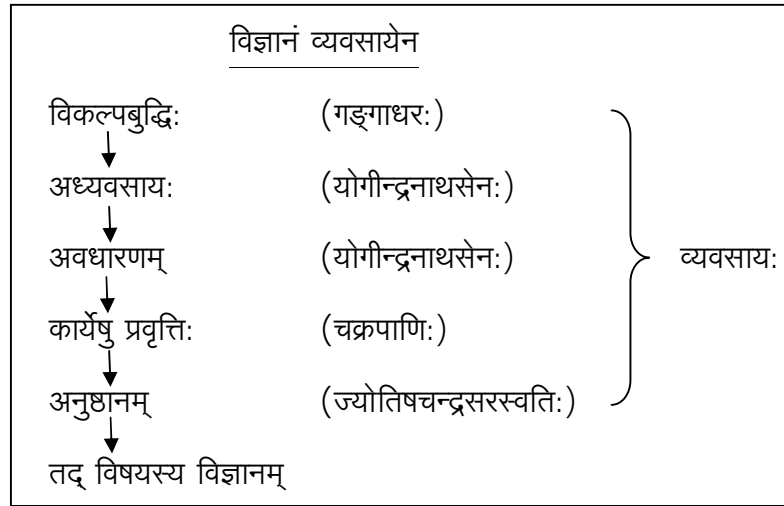 विज्ञानं व्यवसायेन
विकल्पबुद्धि: (गङ्गाधर:)
अध्यवसाय: (योगीन्द्रनाथसेन:)
अवधारणम् (योगीन्द्रनाथसेन:) व्यवसाय:
कार्येषु प्रवृत्ति: (चक्रपाणि:)
अनुष्ठानम् (ज्योतिषचन्द्रसरस्वति:)
तद् विषयस्य विज्ञानम्